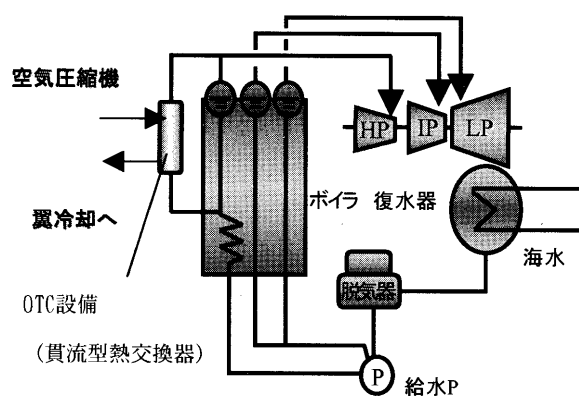 空気圧縮機
HP
IP
LP
ボイラ
復水器
翼冷却へ
海水
脱気器
OTC設備
(貫流型熱交換器)
P
給水P